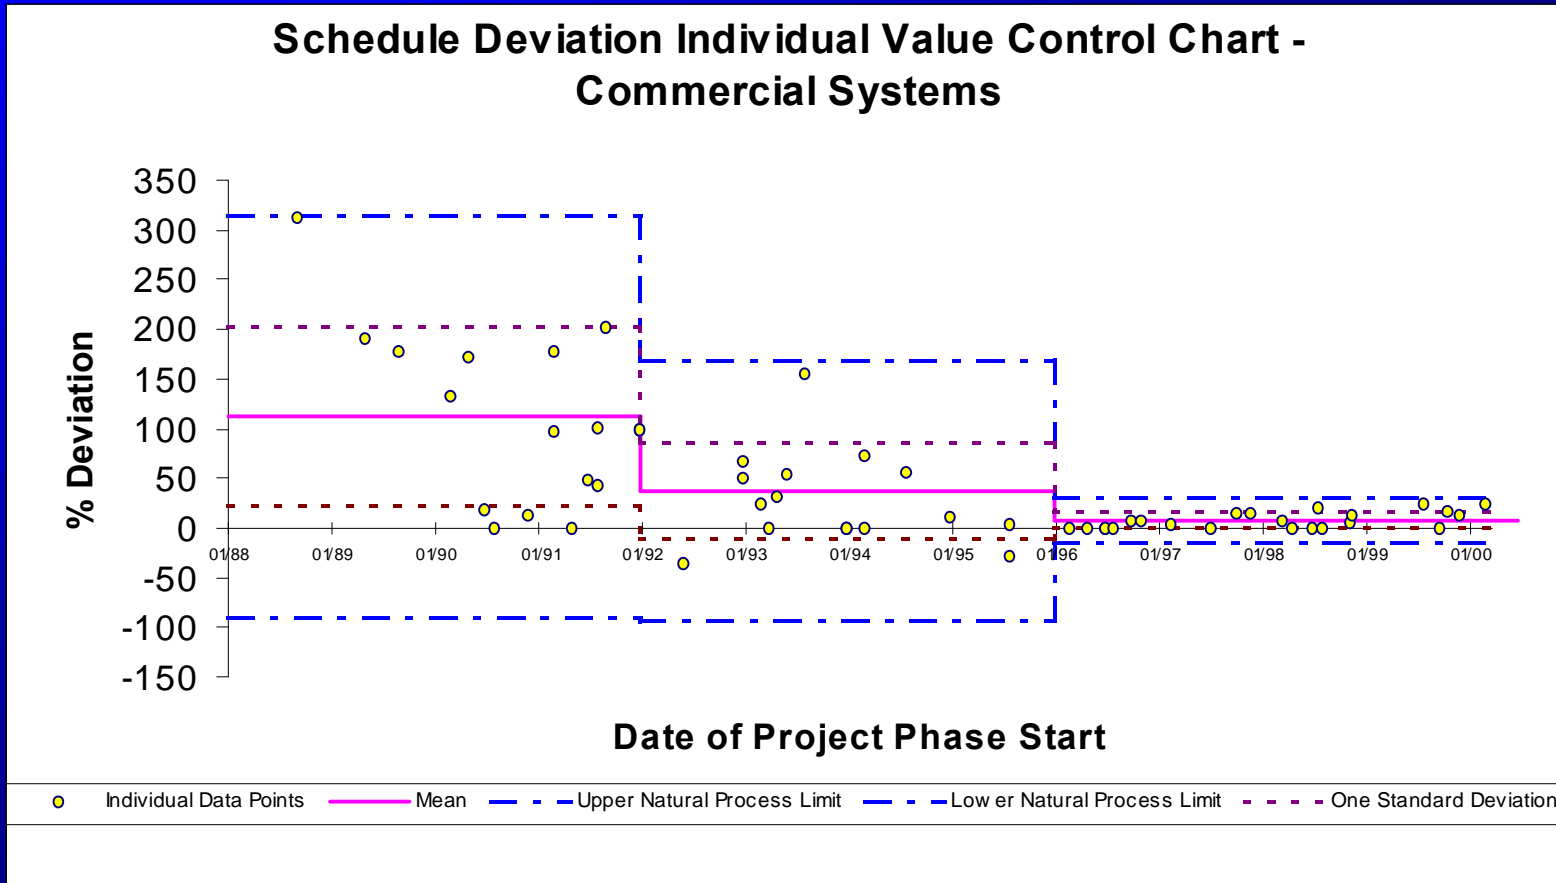 Schedule Deviation Individual Value Control Chart -
Commercial Systems
350
300
250
200
150
100
50
0
-50
-100
-150
% Deviation
01/88 01/89 01/90 01/91 01/92 01/93 01/94 01/95 01/96 01/97 01/98 01/99 01/00
Date of Project Phase Start
Individual Data Points Mean Upper Natural Process Limit Lower Natural Process Limit One Standard Deviation